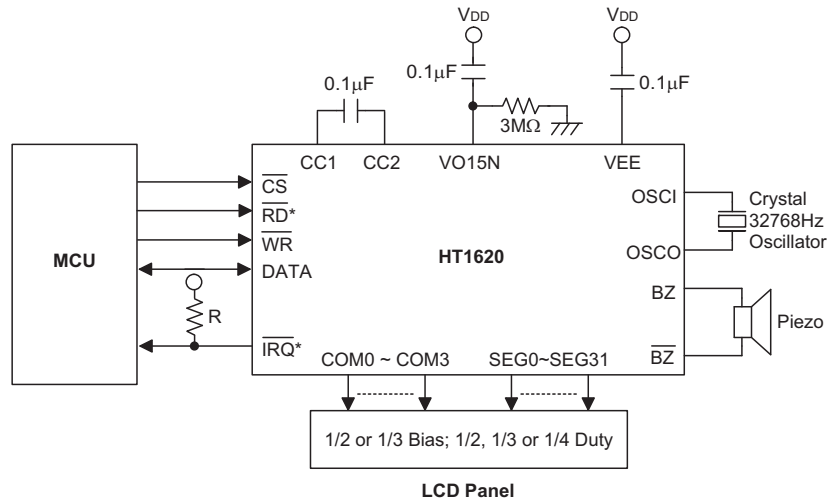 VDD
VDD
0.1μF
0.1μF
0.1μF
3MΩ
CC1
CC2
VO15N
VEE
MCU
CS
RD*
WR
DATA
R
IRQ*
HT1620
OSCI
OSCO
BZ
BZ
Crystal
32768Hz
Oscillator
Piezo
COM0 ~ COM3
SEG0~SEG31
1/2 or 1/3 Bias; 1/2, 1/3 or 1/4 Duty
LCD Panel